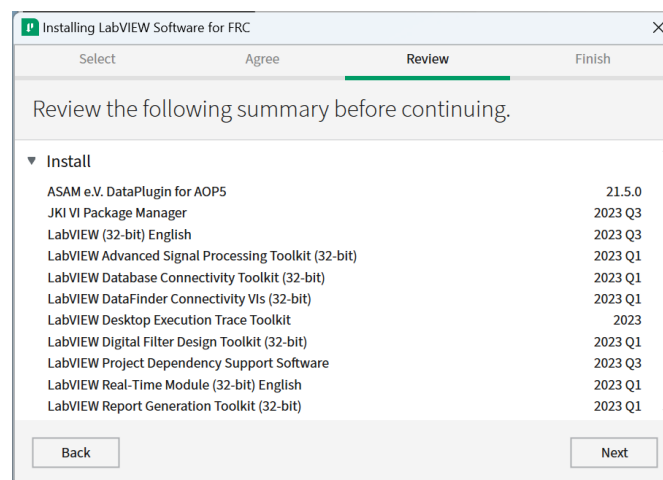 Installing LabVIEW Software for FRC
Select Agree Review Finish
Review the following summary before continuing.
Install
ASAM e.V. DataPlugin for AOP5 21.5.0
JKI VI Package Manager 2023 Q3
LabVIEW (32-bit) English 2023 Q3
LabVIEW Advanced Signal Processing Toolkit (32-bit) 2023 Q1
LabVIEW Database Connectivity Toolkit (32-bit) 2023 Q1
LabVIEW DataFinder Connectivity VIs (32-bit) 2023 Q1
LabVIEW Desktop Execution Trace Toolkit 2023
LabVIEW Digital Filter Design Toolkit (32-bit) 2023 Q1
LabVIEW Project Dependency Support Software 2023 Q3
LabVIEW Real-Time Module (32-bit) English 2023 Q1
LabVIEW Report Generation Toolkit (32-bit) 2023 Q1
Back Next